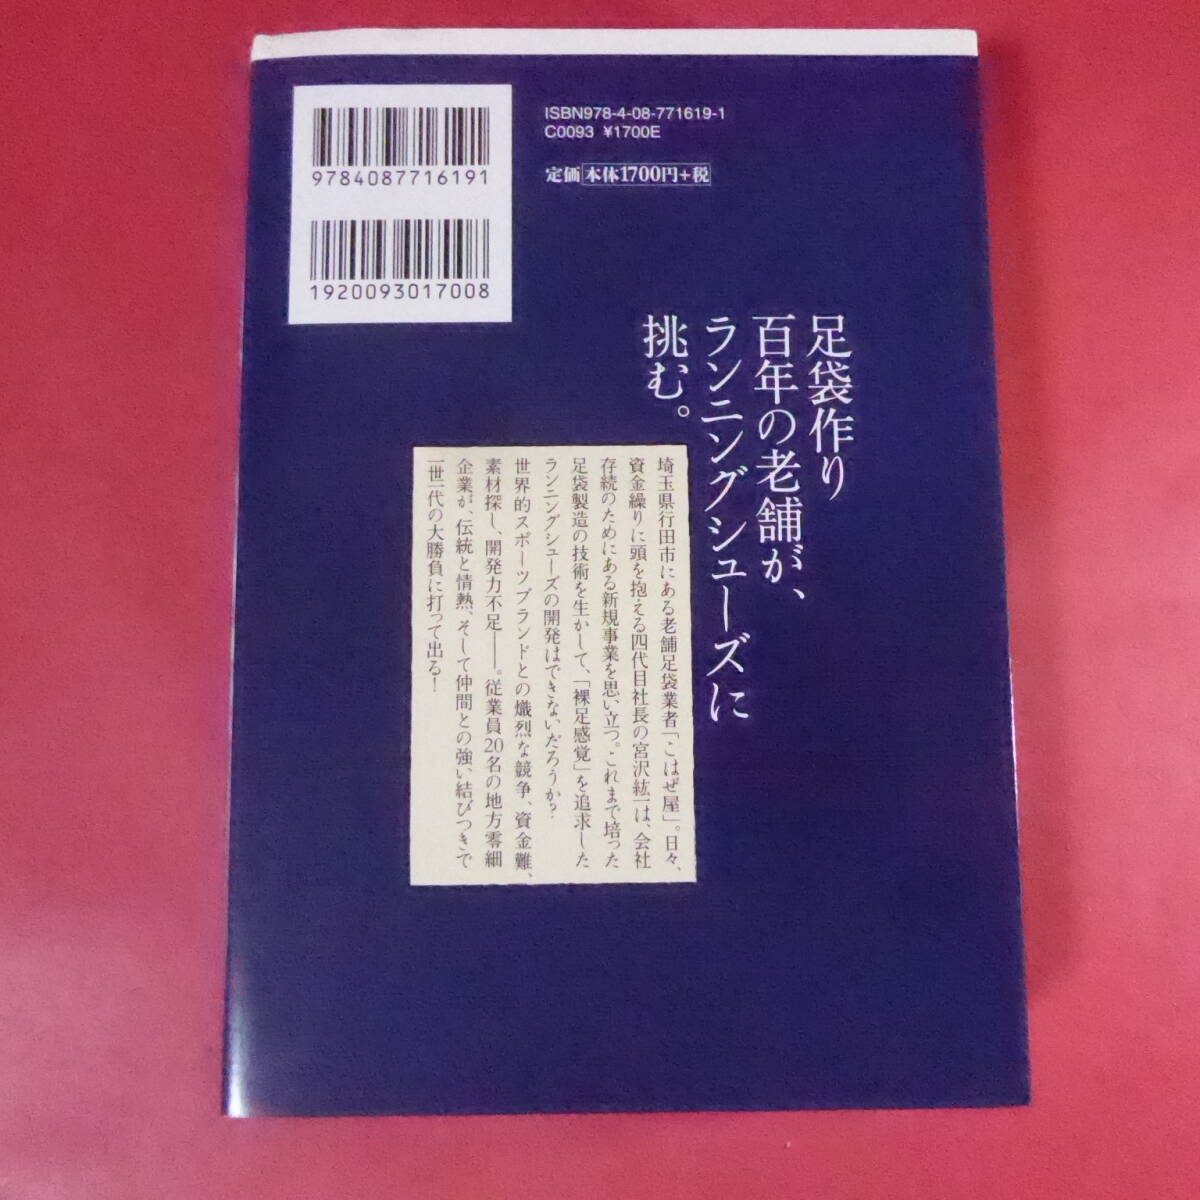 ISBN978-4-08-771619-1
C0093 ¥1700E
定価 本体1700円+税
9784087716191
1920093017008
足袋作り
百年の老舗が、
ランニングシューズに
挑む。
埼玉県行田市にある老舗足袋業者「こはぜ屋」。日々、
資金繰りに頭を抱える四代目社長の宮沢紘一は、会社
存続のためにある新規事業を思い立つ。これまで培った
足袋製造の技術を生かして、「裸足感覚」を追求した
ランニングシューズの開発はできないだろうか?
世界的スポーツブランドとの熾烈な競争、資金難、
素材探し、開発力不足――。従業員20名の地方零細
企業が、伝統と情熱、そして仲間との強い結びつきで
一世一代の大勝負に打って出る!